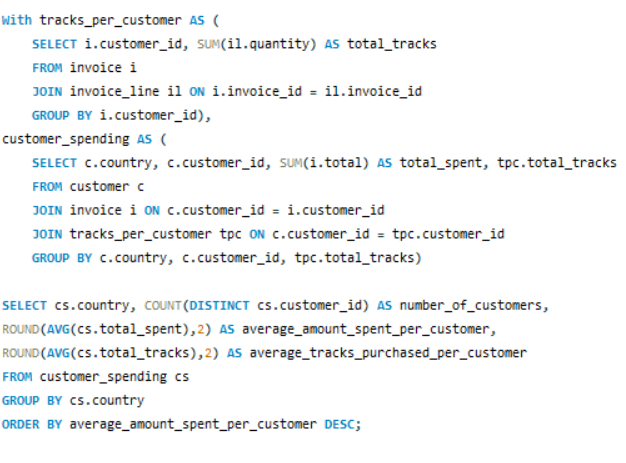 With tracks_per_customer AS (
    SELECT i.customer_id, SUM(il.quantity) AS total_tracks
    FROM invoice i
    JOIN invoice_line il ON i.invoice_id = il.invoice_id
    GROUP BY i.customer_id),
customer_spending AS (
    SELECT c.country, c.customer_id, SUM(i.total) AS total_spent, tpc.total_tracks
    FROM customer c
    JOIN invoice i ON c.customer_id = i.customer_id
    JOIN tracks_per_customer tpc ON c.customer_id = tpc.customer_id
    GROUP BY c.country, c.customer_id, tpc.total_tracks)

SELECT cs.country, COUNT(DISTINCT cs.customer_id) AS number_of_customers,
ROUND(AVG(cs.total_spent),2) AS average_amount_spent_per_customer,
ROUND(AVG(cs.total_tracks),2) AS average_tracks_purchased_per_customer
FROM customer_spending cs
GROUP BY cs.country
ORDER BY average_amount_spent_per_customer DESC;